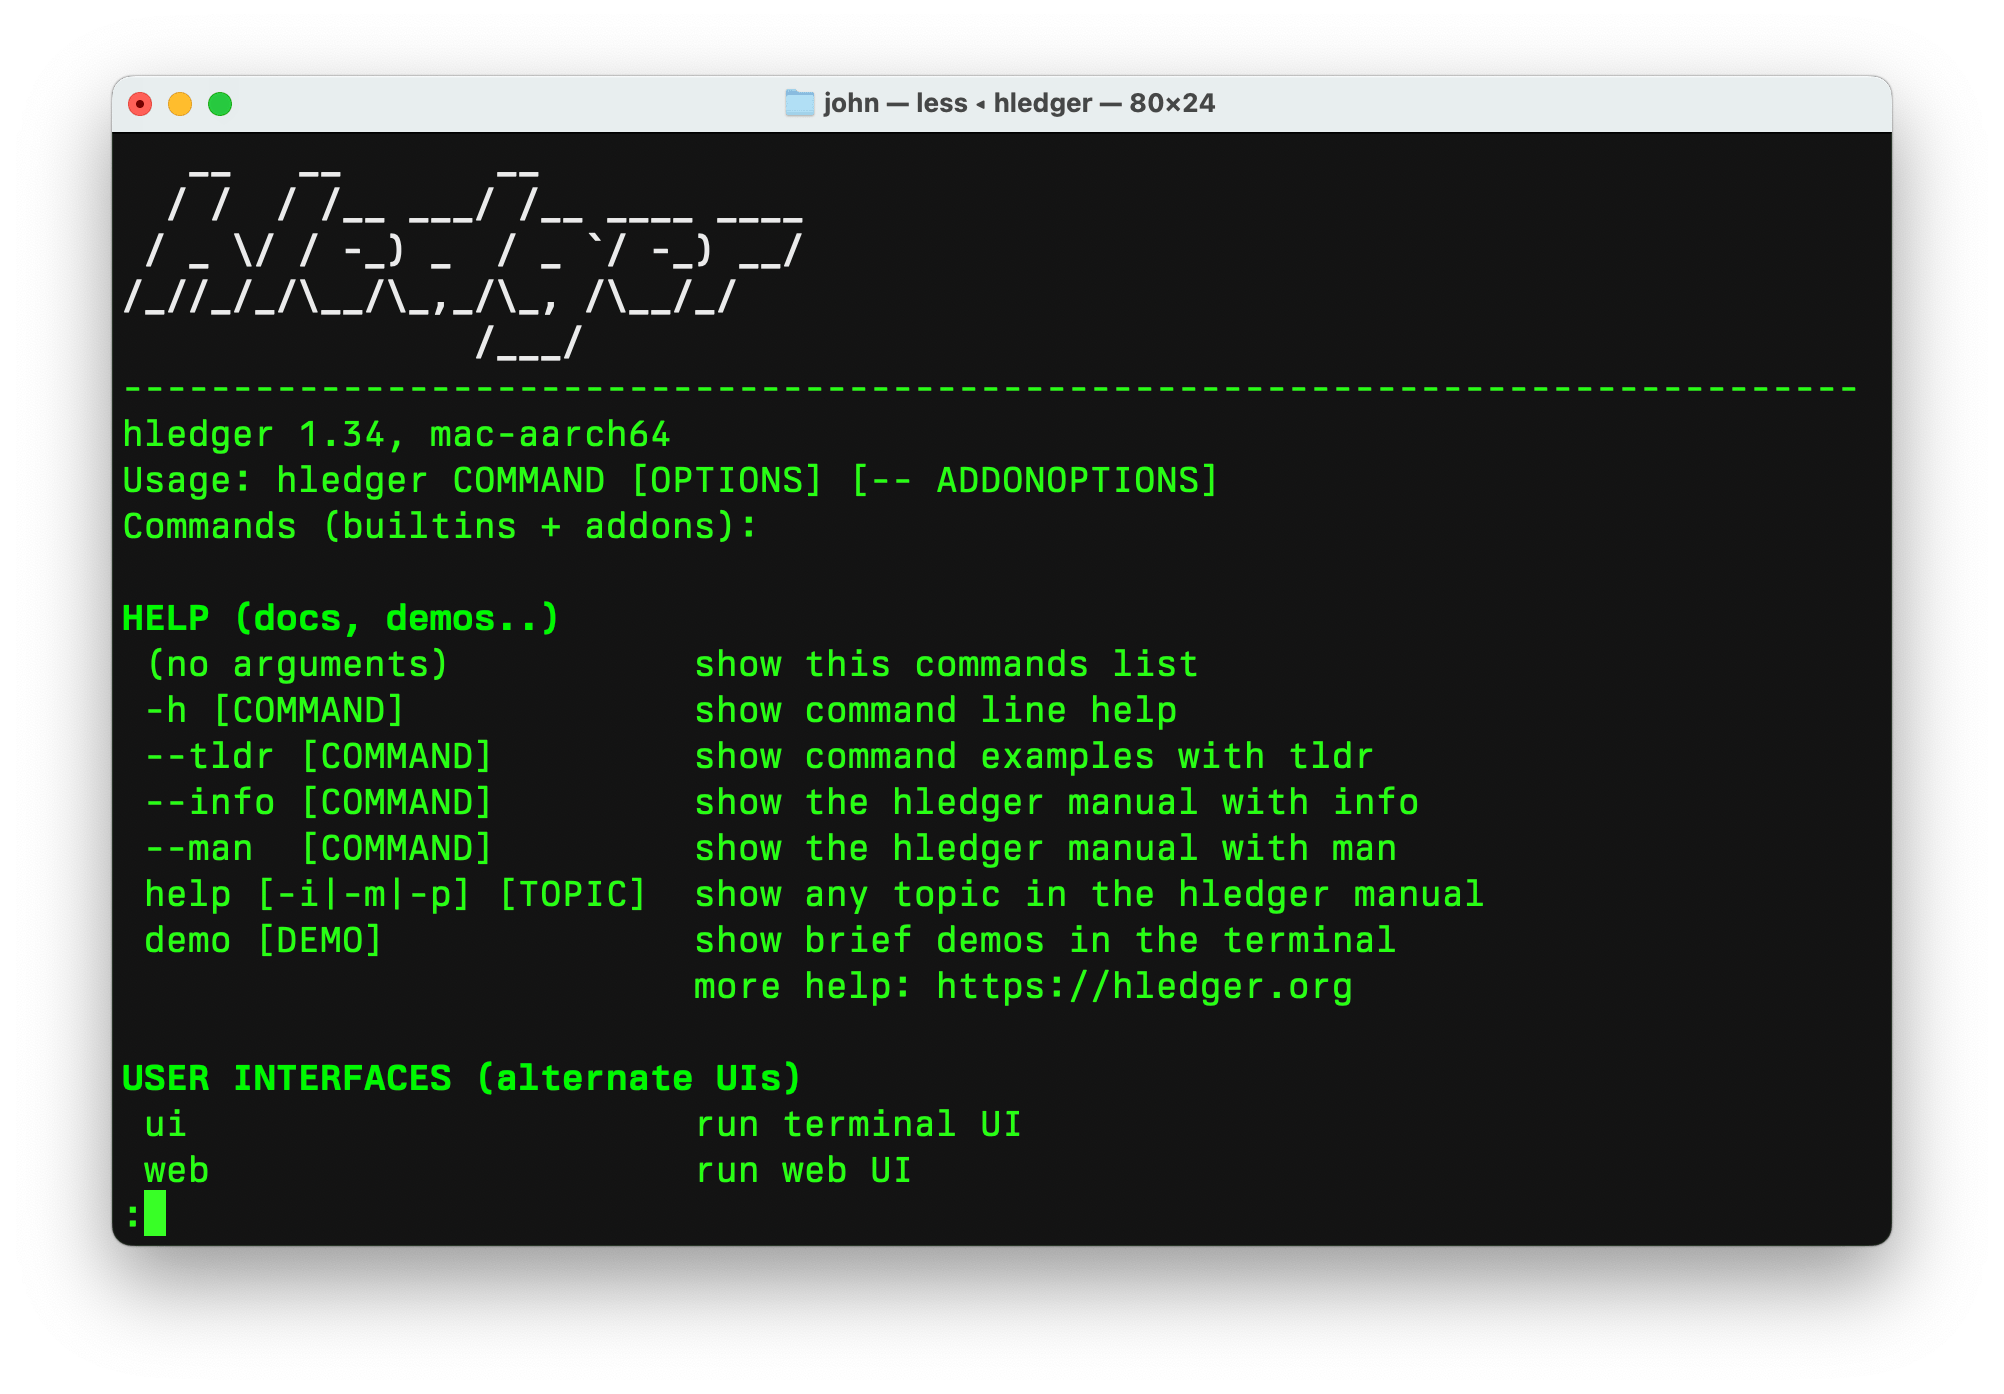 john — less ◂ hledger — 80×24
   __   __       __
  / /  / /__ ___/ /__ ____ ____
 / _ \/ / -_) _  / _ `/ -_) __/
/_//_/_/\__/\_,_/\_, /\__/_/
                /___/
-------------------------------------------------------------------------------
hledger 1.34, mac-aarch64
Usage: hledger COMMAND [OPTIONS] [-- ADDONOPTIONS]
Commands (builtins + addons):

HELP (docs, demos..)
 (no arguments)           show this commands list
 -h [COMMAND]             show command line help
 --tldr [COMMAND]         show command examples with tldr
 --info [COMMAND]         show the hledger manual with info
 --man  [COMMAND]         show the hledger manual with man
 help [-i|-m|-p] [TOPIC]  show any topic in the hledger manual
 demo [DEMO]              show brief demos in the terminal
                          more help: https://hledger.org

USER INTERFACES (alternate UIs)
 ui                       run terminal UI
 web                      run web UI
: